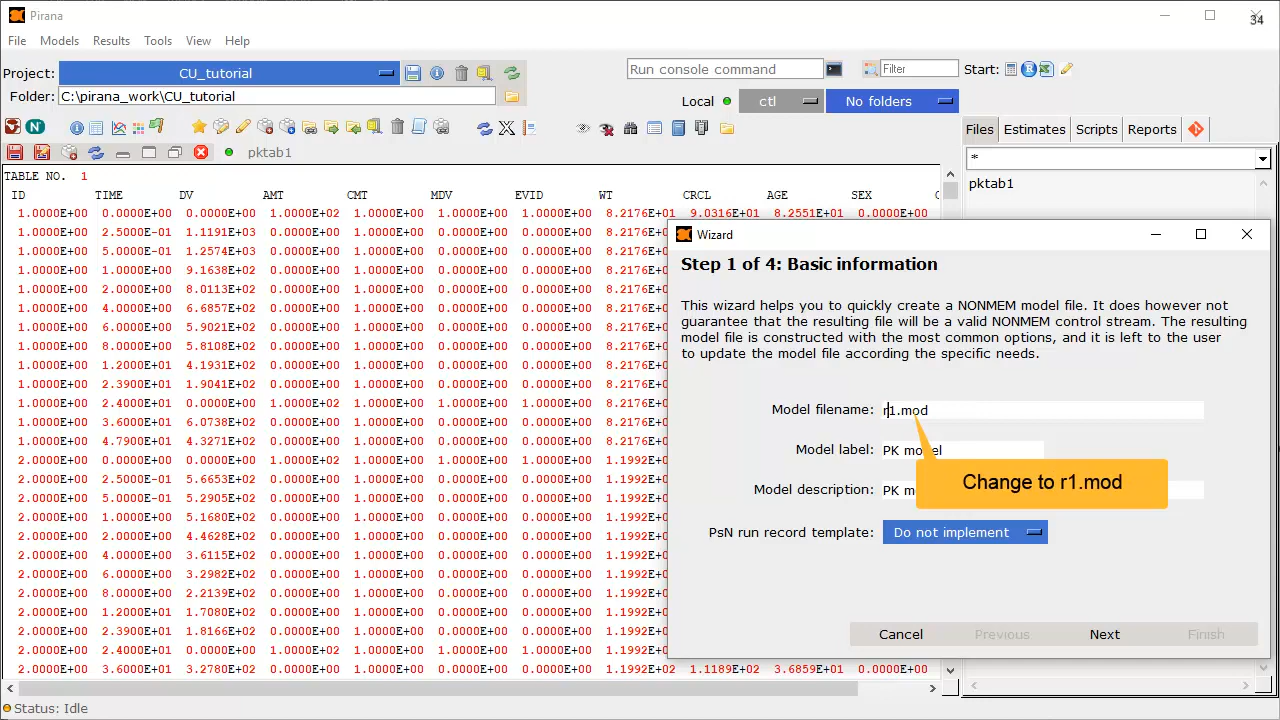 Pirana
34
File Models Results Tools View Help
Project: CU_tutorial
Run console command
Filter
Start:
Folder: C:\pirana_work\CU_tutorial
Local ctl No folders
Files Estimates Scripts Reports
pktab1
*
pktab1
TABLE NO. 1
ID TIME DV AMT CMT MDV EVID WT CRCL AGE SEX
1.0000E+00 0.0000E+00 0.0000E+00 1.0000E+02 1.0000E+00 1.0000E+00 1.0000E+00 8.2176E+01 9.0316E+01 8.2551E+01 0.0000E+00
1.0000E+00 2.5000E-01 1.1191E+03 0.0000E+00 1.0000E+00 0.0000E+00 0.0000E+00 8.2176E+01
1.0000E+00 5.0000E-01 1.2574E+03 0.0000E+00 1.0000E+00 0.0000E+00 0.0000E+00 8.2176E+01
1.0000E+00 1.0000E+00 9.1638E+02 0.0000E+00 1.0000E+00 0.0000E+00 0.0000E+00 8.2176E+01
1.0000E+00 2.0000E+00 8.0113E+02 0.0000E+00 1.0000E+00 0.0000E+00 0.0000E+00 8.2176E+01
1.0000E+00 4.0000E+00 6.6857E+02 0.0000E+00 1.0000E+00 0.0000E+00 0.0000E+00 8.2176E+01
1.0000E+00 6.0000E+00 5.9021E+02 0.0000E+00 1.0000E+00 0.0000E+00 0.0000E+00 8.2176E+01
1.0000E+00 8.0000E+00 5.8108E+02 0.0000E+00 1.0000E+00 0.0000E+00 0.0000E+00 8.2176E+01
1.0000E+00 1.2000E+01 4.1931E+02 0.0000E+00 1.0000E+00 0.0000E+00 0.0000E+00 8.2176E+01
1.0000E+00 2.3900E+01 1.9041E+02 0.0000E+00 1.0000E+00 0.0000E+00 0.0000E+00 8.2176E+01
1.0000E+00 2.4000E+01 0.0000E+00 1.0000E+02 1.0000E+00 1.0000E+00 1.0000E+00 8.2176E+01
1.0000E+00 3.6000E+01 6.0738E+02 0.0000E+00 1.0000E+00 0.0000E+00 0.0000E+00 8.2176E+01
1.0000E+00 4.7900E+01 4.3271E+02 0.0000E+00 1.0000E+00 0.0000E+00 0.0000E+00 8.2176E+01
2.0000E+00 0.0000E+00 0.0000E+00 1.0000E+02 1.0000E+00 1.0000E+00 1.0000E+00 1.1992E+02
2.0000E+00 2.5000E-01 5.6653E+02 0.0000E+00 1.0000E+00 0.0000E+00 0.0000E+00 1.1992E+02
2.0000E+00 5.0000E-01 5.2905E+02 0.0000E+00 1.0000E+00 0.0000E+00 0.0000E+00 1.1992E+02
2.0000E+00 1.0000E+00 5.1680E+02 0.0000E+00 1.0000E+00 0.0000E+00 0.0000E+00 1.1992E+02
2.0000E+00 2.0000E+00 4.4628E+02 0.0000E+00 1.0000E+00 0.0000E+00 0.0000E+00 1.1992E+02
2.0000E+00 4.0000E+00 3.6115E+02 0.0000E+00 1.0000E+00 0.0000E+00 0.0000E+00 1.1992E+02
2.0000E+00 6.0000E+00 3.2982E+02 0.0000E+00 1.0000E+00 0.0000E+00 0.0000E+00 1.1992E+02
2.0000E+00 8.0000E+00 2.2139E+02 0.0000E+00 1.0000E+00 0.0000E+00 0.0000E+00 1.1992E+02
2.0000E+00 1.2000E+01 1.7080E+02 0.0000E+00 1.0000E+00 0.0000E+00 0.0000E+00 1.1992E+02
2.0000E+00 2.3900E+01 1.8166E+02 0.0000E+00 1.0000E+00 0.0000E+00 0.0000E+00 1.1992E+02
2.0000E+00 2.4000E+01 0.0000E+00 1.0000E+02 1.0000E+00 1.0000E+00 1.0000E+00 1.1992E+02
2.0000E+00 3.6000E+01 3.2780E+02 0.0000E+00 1.0000E+00 0.0000E+00 0.0000E+00 1.1992E+02 1.1189E+02 3.6859E+01 0.0000E+00
Wizard
Step 1 of 4: Basic information
This wizard helps you to quickly create a NONMEM model file. It does however not
guarantee that the resulting file will be a valid NONMEM control stream. The resulting
model file is constructed with the most common options, and it is left to the user
to update the model file according the specific needs.
Model filename: r1.mod
Model label: PK model
Change to r1.mod
Model description: PK
PsN run record template: Do not implement
Cancel Previous Next Finish
Status: Idle